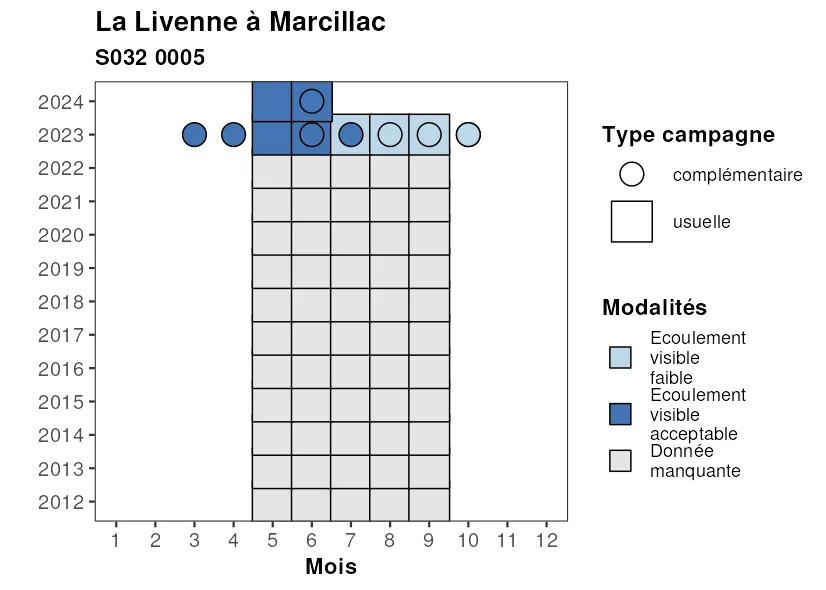 La Livenne à Marcillac
S032 0005
2024
2023
2022
2021
2020
2019
2018
2017
2016
2015
2014
2013
2012
1 2 3 4 5 6 7 8 9 10 11 12
Mois
Type campagne
complémentaire
usuelle
Modalités
Ecoulement
visible
faible
Ecoulement
visible
acceptable
Donnée
manquante